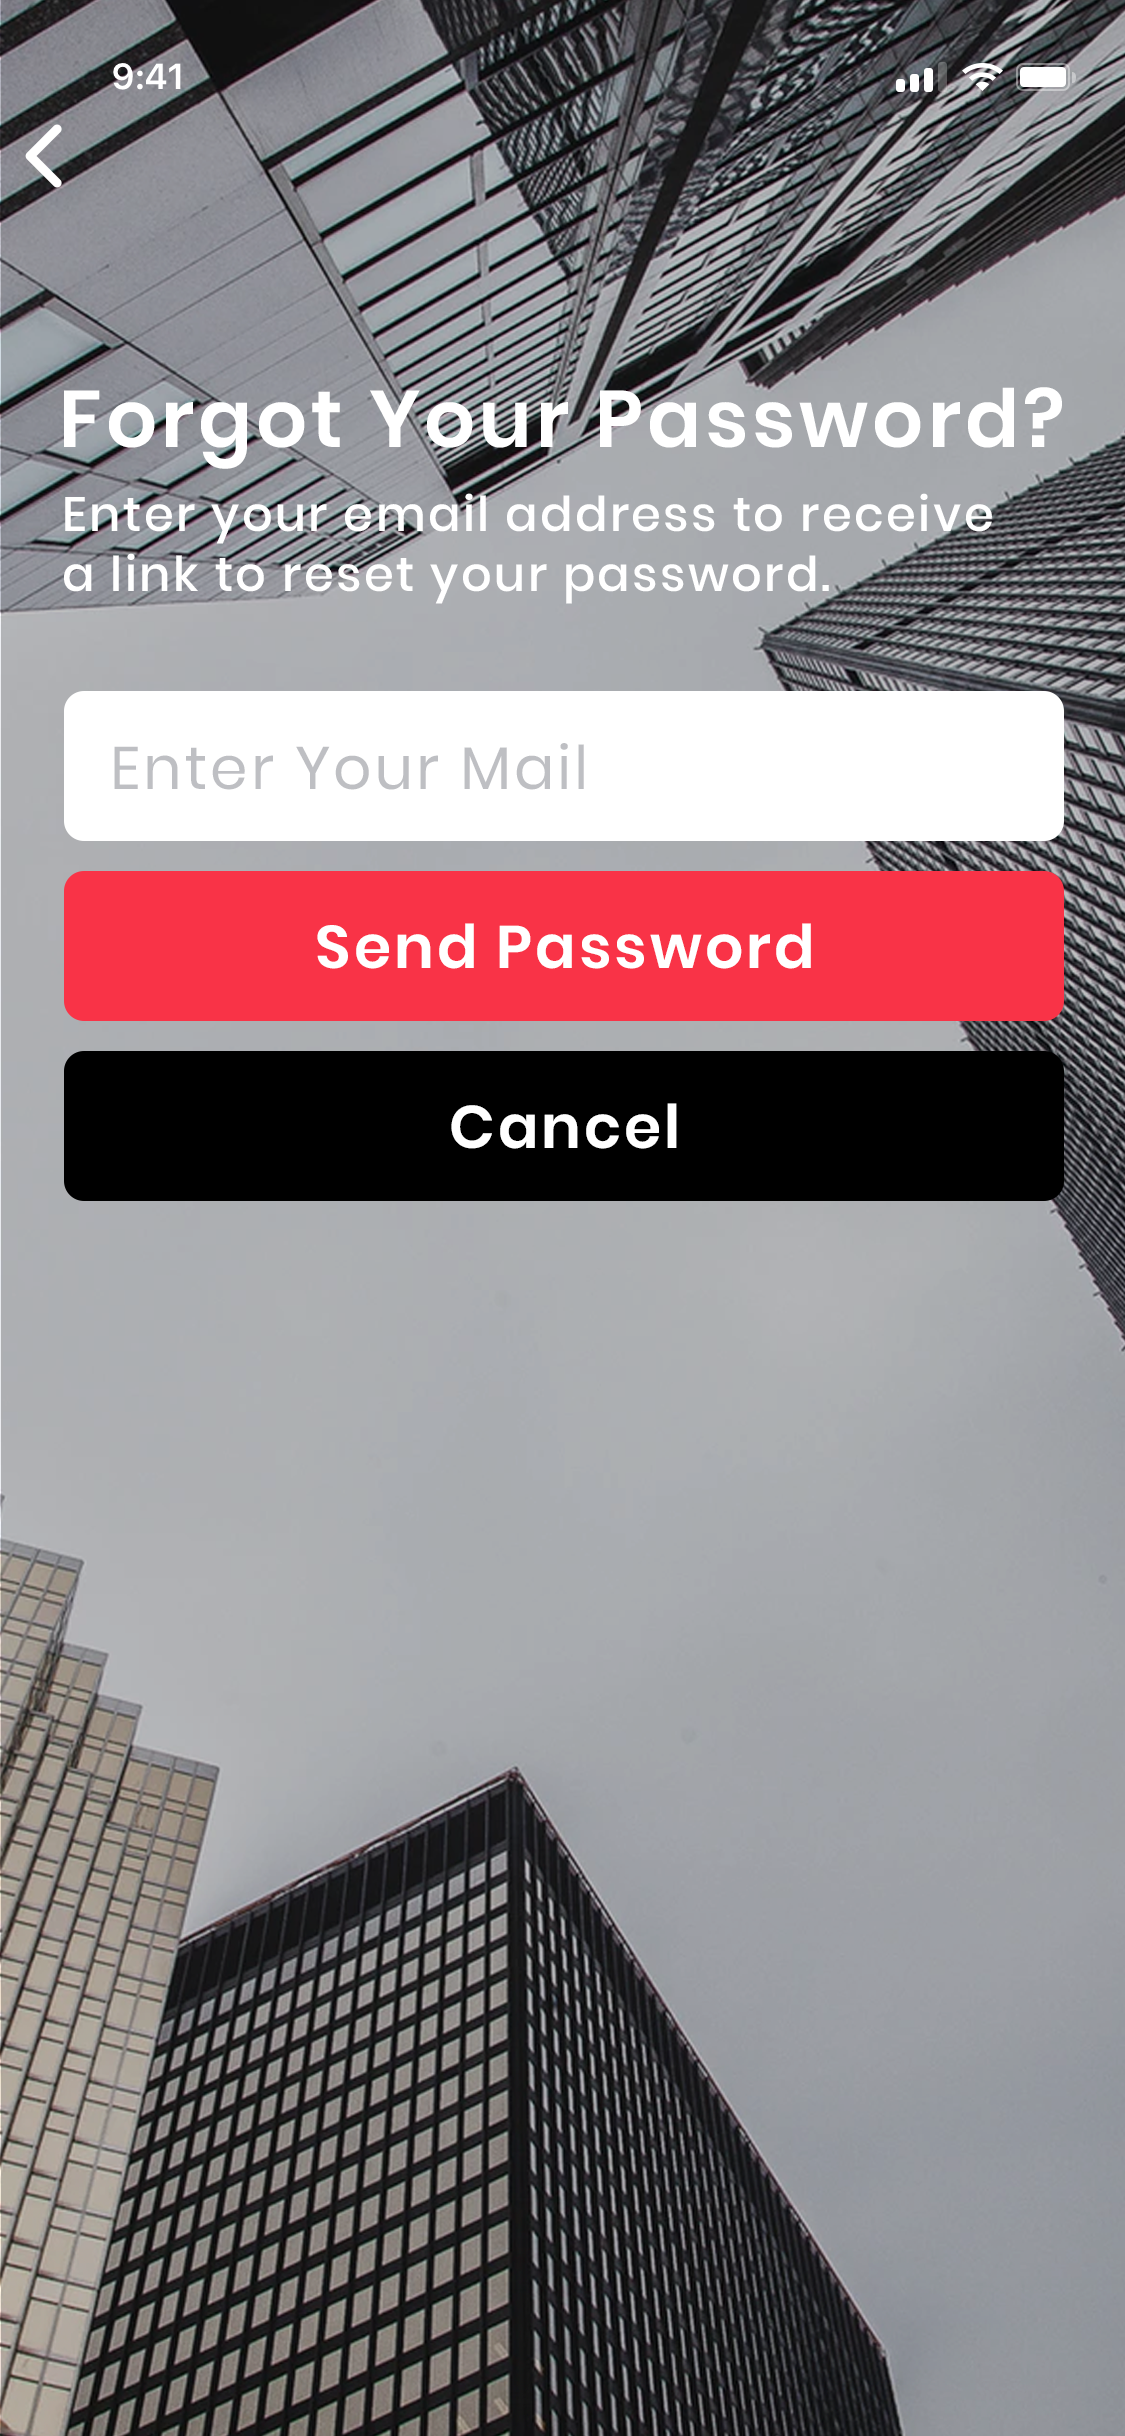 9:41
Forgot Your Password?
Enter your email address to receive
a link to reset your password.
Enter Your Mail
Send Password
Cancel